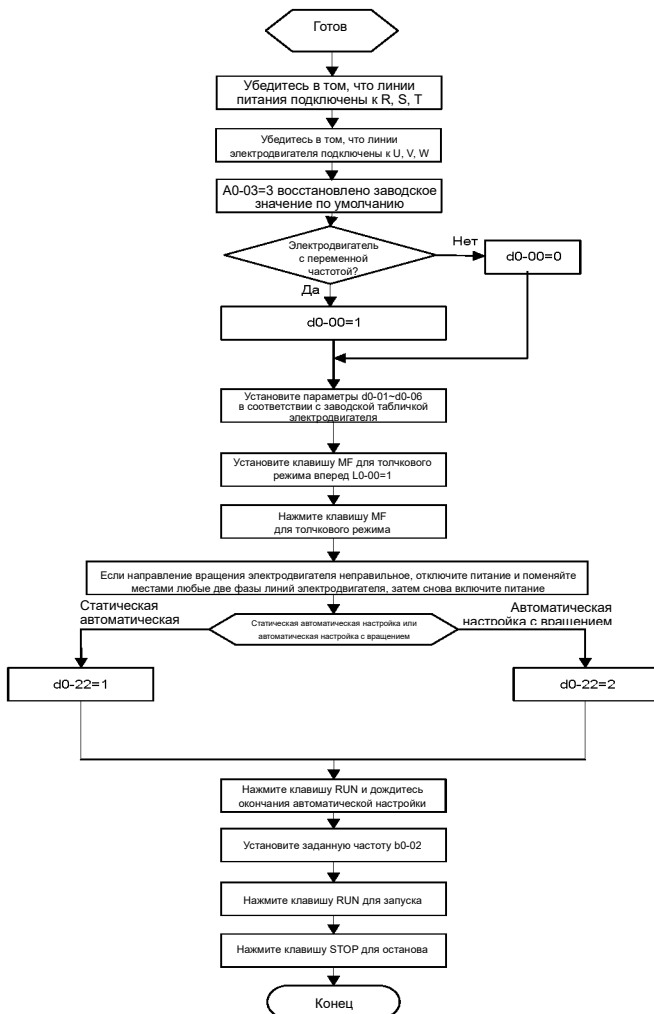 Готов
Убедитесь в том, что линии
питания подключены к R, S, T
Убедитесь в том, что линии
электродвигателя подключены к U, V, W
A0-03=3 восстановлено заводское
значение по умолчанию
Электродвигатель
с переменной
частотой?
Нет
d0-00=0
Да
d0-00=1
Установите параметры d0-01~d0-06
в соответствии с заводской табличкой
электродвигателя
Установите клавишу MF для толчкового
режима вперед L0-00=1
Нажмите клавишу MF
для толчкового режима
Если направление вращения электродвигателя неправильное, отключите питание и поменяйте
местами любые две фазы линий электродвигателя, затем снова включите питание
Статическая
автоматическая
Статическая автоматическая настройка или
автоматическая настройка с вращением
Автоматическая
настройка с вращением
d0-22=1
d0-22=2
Нажмите клавишу RUN и дождитесь
окончания автоматической настройки
Установите заданную частоту b0-02
Нажмите клавишу RUN для запуска
Нажмите клавишу STOP для останова
Конец